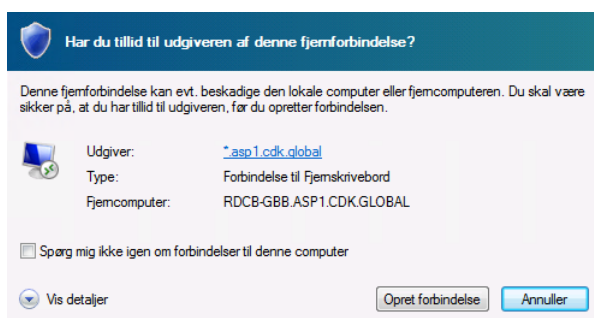 Har du tillid til udgiveren af denne fjernforbindelse?
Denne fjernforbindelse kan evt. beskadige den lokale computer eller fjerncomputeren. Du skal være
sikker på, at du har tillid til udgiveren, før du opretter forbindelsen.
Udgiver: *.asp1.cdk.global
Type: Forbindelse til Fjernskrivebord
Fjerncomputer: RDCB-GBB.ASP1.CDK.GLOBAL
Spørg mig ikke igen om forbindelser til denne computer
Vis detaljer Opret forbindelse Annuller